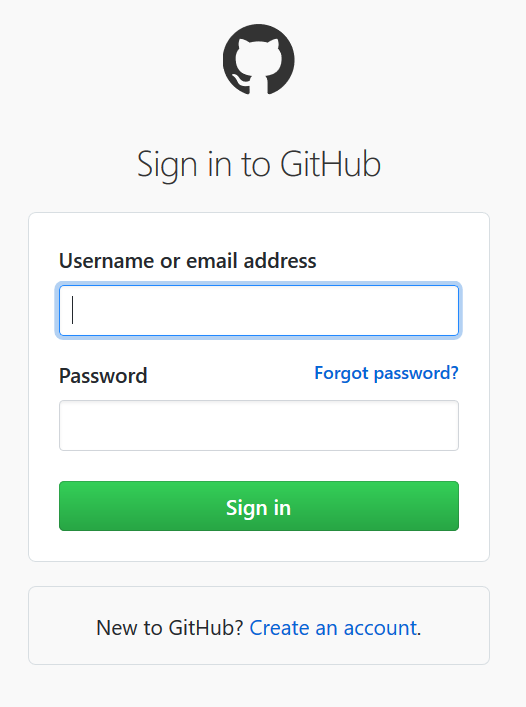 Sign in to GitHub
Username or email address
Password
Forgot password?
Sign in
New to GitHub? Create an account.